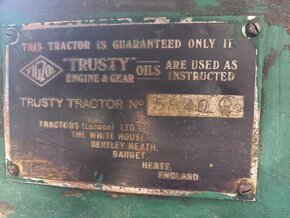 THIS TRACTOR IS GUARANTEED ONLY IF
VIGZOL "TRUSTY" ENGINE & GEAR OILS ARE USED AS INSTRUCTED
TRUSTY TRACTOR Nº
TRACTORS (London) LTD.
THE WHITE HOUSE
BENTLEY HEATH,
BARNET,
HERTS.
ENGLAND.